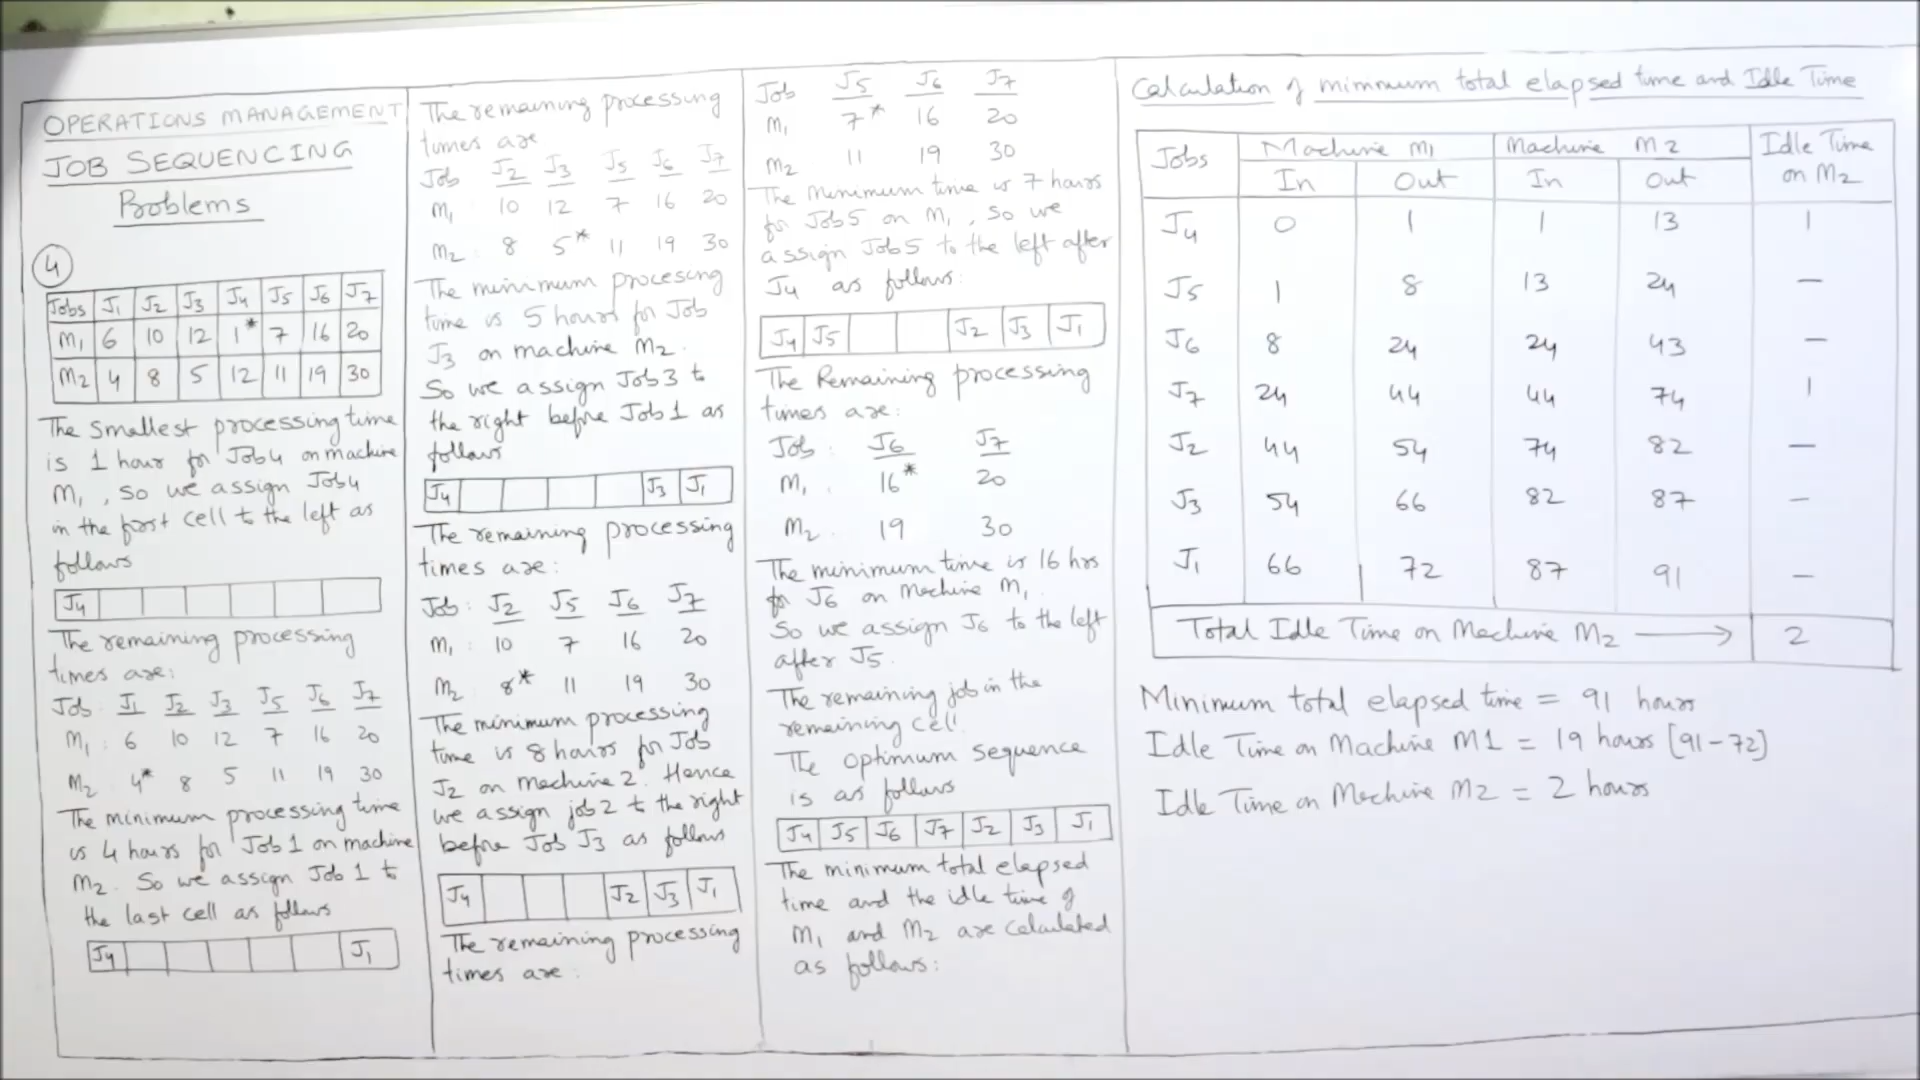 OPERATIONS MANAGEMENT
JOB SEQUENCING
Problems
4
Jobs J1 J2 J3 J4 J5 J6 J7
M1 6 10 12 1* 7 16 20
M2 4 8 5 12 11 19 30
The smallest processing time
is 1 hour for Job4 on machine
M1, so we assign Job4
in the first cell to the left as
follows
J4
The remaining processing
times are:
Job: J1 J2 J3 J5 J6 J7
M1: 6 10 12 7 16 20
M2 4* 8 5 11 19 30
The minimum processing time
is 4 hours for Job1 on machine
M2. So we assign Job 1 to
the last cell as follows
J4 J1
The remaining processing
times are
Job J2 J3 J5 J6 J7
M1: 10 12 7 16 20
M2: 8 5* 11 19 30
The minimum procescng
time is 5 hours for Job
J3 on machine M2.
So we assign Job3 to
the right before Job1 as
follows
J4 J3 J1
The remaining processing
times are:
Job: J2 J5 J6 J7
M1: 10 7 16 20
M2 8* 11 19 30
The minimum processing
time is 8 hours for Job
J2 on machine 2. Hence
we assign job2 to the right
before Job J3 as follows
J4 J2 J3 J1
The remaining processing
times are:
Job J5 J6 J7
M1 7* 16 20
M2 11 19 30
The minimum time is 7 hours
for Job5 on M1, so we
assign Job5 to the left after
J4 as follows:
J4 J5 J2 J3 J1
The Remaining processing
times are:
Job: J6 J7
M1. 16* 20
M2. 19 30
The minimum time is 16 hrs
for J6 on Machine M1.
So we assign J6 to the left
after J5.
The remaining job in the
remaining cell.
The optimum sequence
is as follows
J4 J5 J6 J7 J2 J3 J1
The minimum total elapsed
time and the idle time of
M1 and M2 are calculated
as follows:
Calculation of minimum total elapsed time and Idle Time
Jobs Machine M1 Machine M2 Idle Time on M2
In Out In Out
J4 0 1 1 13 1
J5 1 8 13 24 —
J6 8 24 24 43 —
J7 24 44 44 74 1
J2 44 54 74 82 —
J3 54 66 82 87 —
J1 66 72 87 91 —
Total Idle Time on Machine M2 → 2
Minimum total elapsed time = 91 hours
Idle Time on Machine M1 = 19 hours [91-72]
Idle Time on Machine M2 = 2 hours